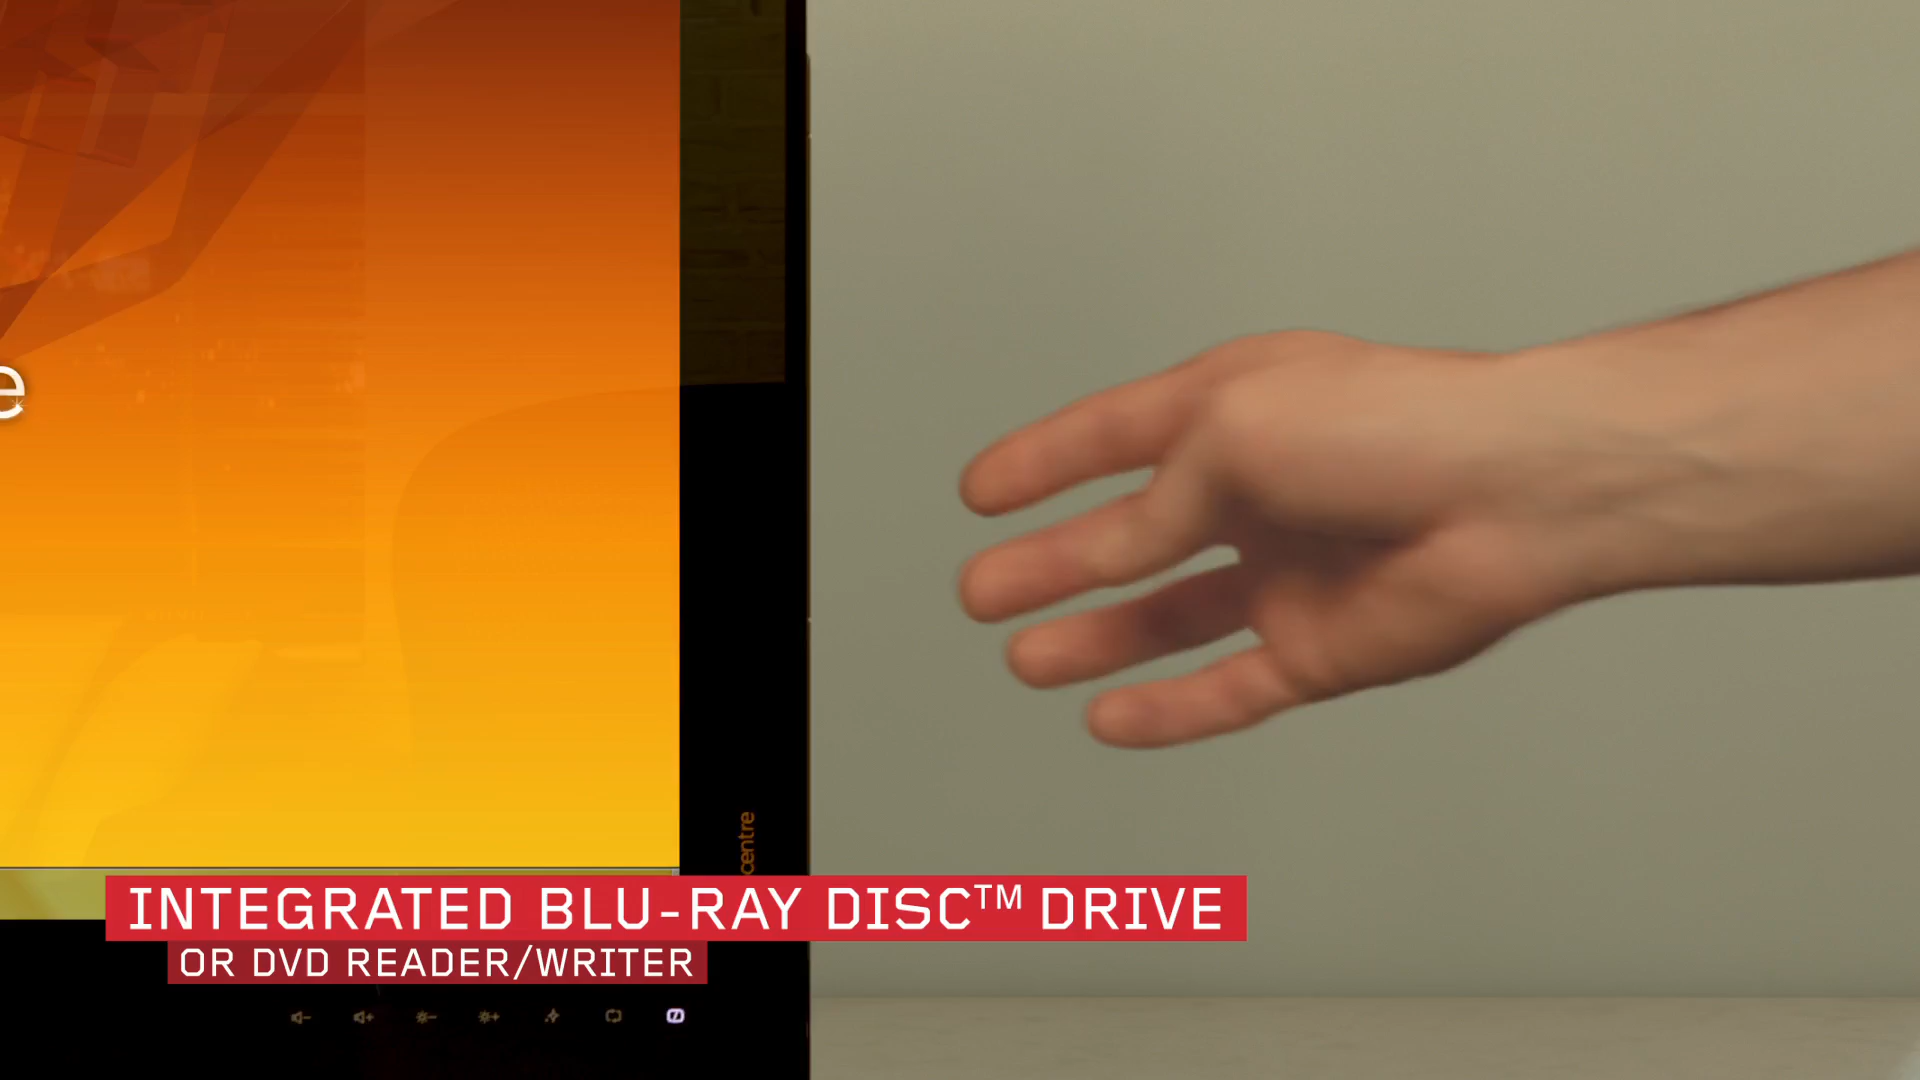 e
centre
INTEGRATED BLU-RAY DISC™ DRIVE
OR DVD READER/WRITER